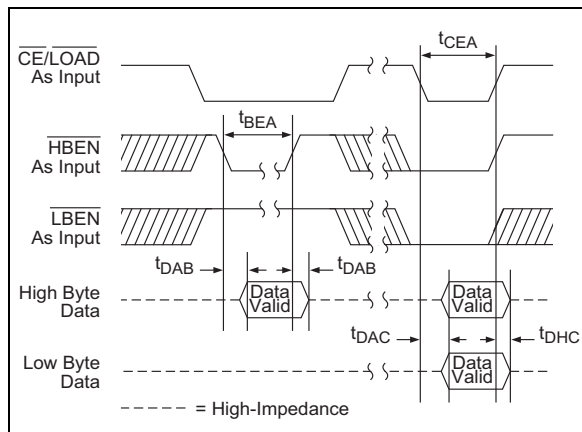 CE/LOAD
As Input
tCEA
tBEA
HBEN
As Input
LBEN
As Input
tDAB
tDAB
High Byte
Data
Data
Valid
Data
Valid
tDAC
tDHC
Low Byte
Data
Data
Valid
= High-Impedance